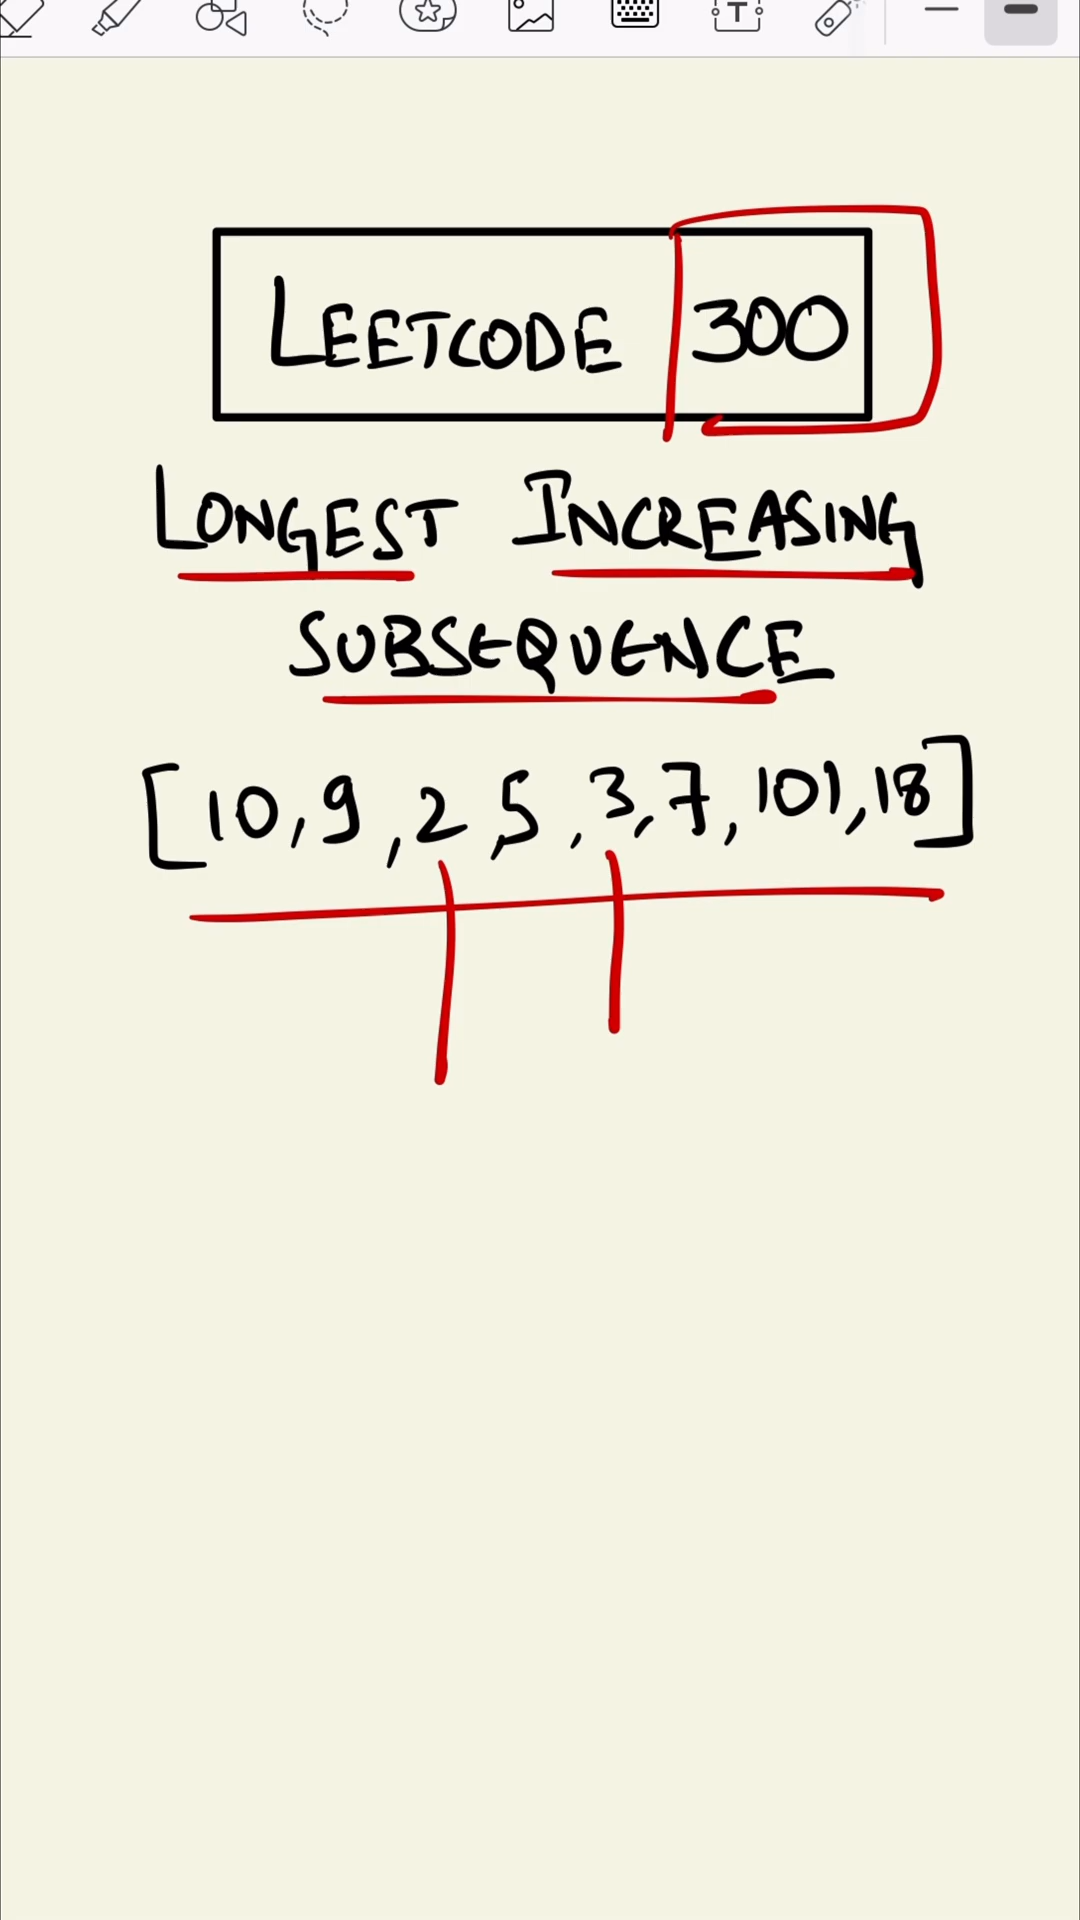 LEETCODE 300
LONGEST INCREASING
SUBSEQUENCE
[10,9,2,5,3,7,101,18]